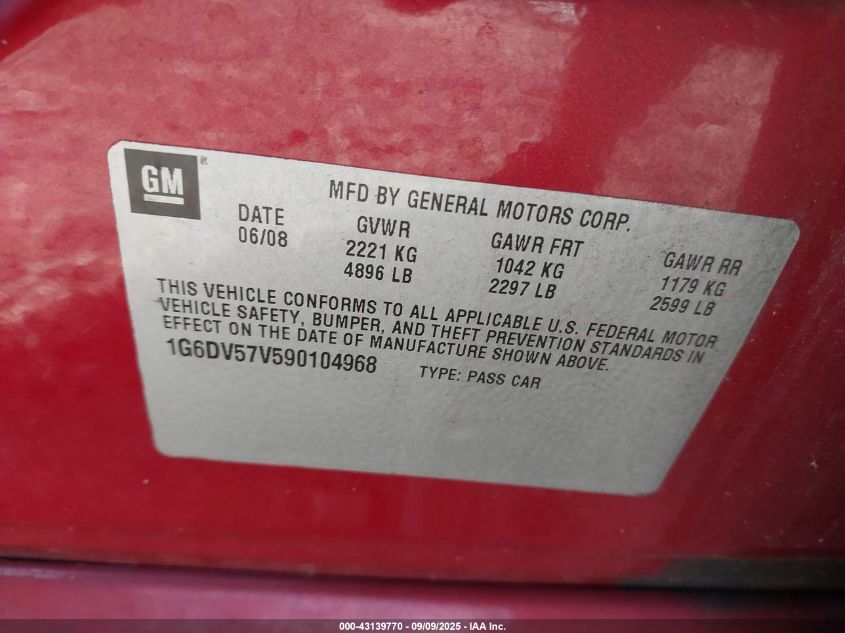 GM®
MFD BY GENERAL MOTORS CORP.
DATE GVWR GAWR FRT GAWR RR
06/08 2221 KG 1042 KG 1179 KG
4896 LB 2297 LB 2599 LB
THIS VEHICLE CONFORMS TO ALL APPLICABLE U.S. FEDERAL MOTOR
VEHICLE SAFETY, BUMPER, AND THEFT PREVENTION STANDARDS IN
EFFECT ON THE DATE OF MANUFACTURE SHOWN ABOVE.
1G6DV57V590104968 TYPE: PASS CAR
000-43139770 - 09/09/2025 - IAA Inc.